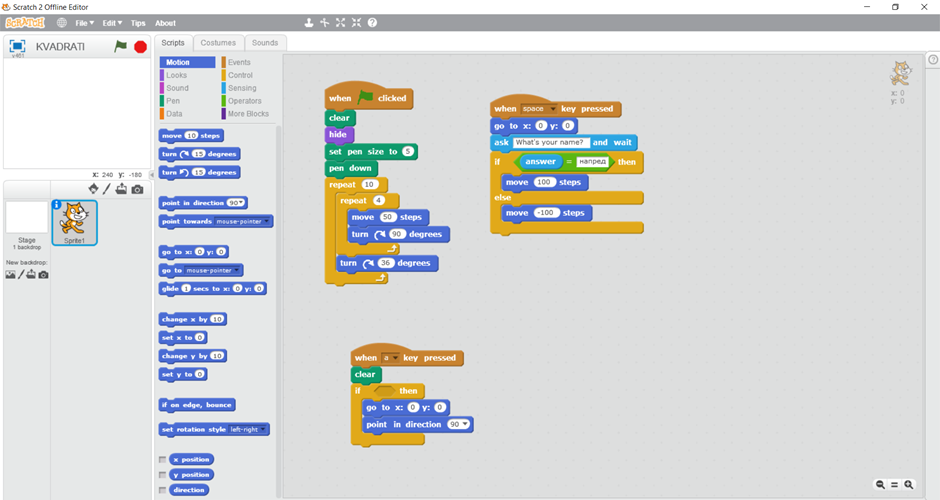 Scratch 2 Offline Editor
SCRATCH File Edit Tips About
KVADRATI
v461
Scripts Costumes Sounds
Motion Events
Looks Control
Sound Sensing
Pen Operators
Data More Blocks
move 10 steps
turn 15 degrees
turn 15 degrees
point in direction 90
point towards mouse-pointer
go to x: 0 y: 0
go to mouse-pointer
glide 1 secs to x: 0 y: 0
change x by 10
set x to 0
change y by 10
set y to 0
if on edge, bounce
set rotation style left-right
x position
y position
direction
x: 240 y: -180
Stage
1 backdrop
New backdrop:
Sprite1
when clicked
clear
hide
set pen size to 5
pen down
repeat 10
repeat 4
move 50 steps
turn 90 degrees
turn 36 degrees
when space key pressed
go to x: 0 y: 0
ask What's your name? and wait
if answer = напред then
move 100 steps
else
move -100 steps
when a key pressed
clear
if then
go to x: 0 y: 0
point in direction 90
x: 0
y: 0